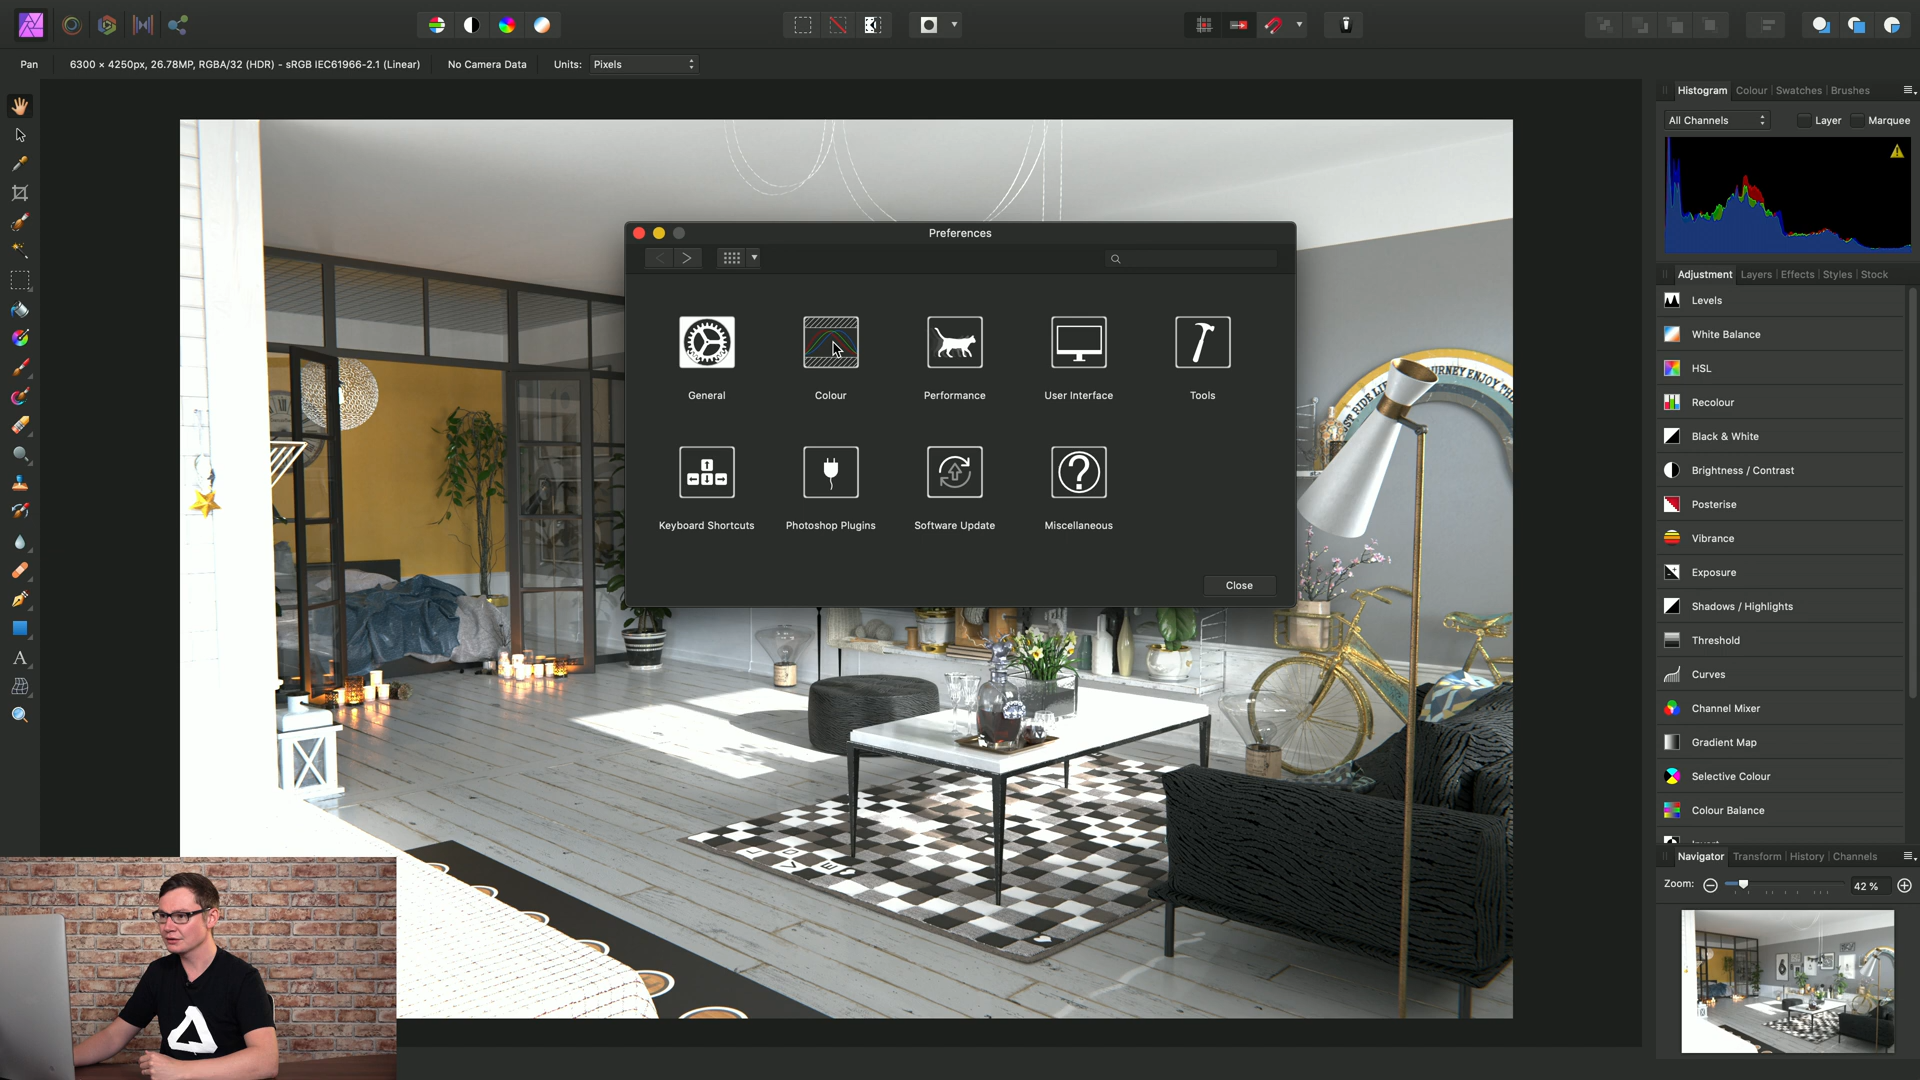 Pan
6300 × 4250px, 26.78MP, RGBA/32 (HDR) - sRGB IEC61966-2.1 (Linear)
No Camera Data
Units:
Pixels
Histogram
Colour
Swatches
Brushes
All Channels
Layer
Marquee
Preferences
General
Colour
Performance
User Interface
Tools
Keyboard Shortcuts
Photoshop Plugins
Software Update
Miscellaneous
Close
Adjustment
Layers
Effects
Styles
Stock
Levels
White Balance
HSL
Recolour
Black & White
Brightness / Contrast
Posterise
Vibrance
Exposure
Shadows / Highlights
Threshold
Curves
Channel Mixer
Gradient Map
Selective Colour
Colour Balance
Navigator
Transform
History
Channels
Zoom:
42 %